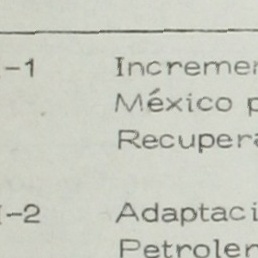 -1 Incremen
México p
Recupera
-2 Adaptaci
Petroler